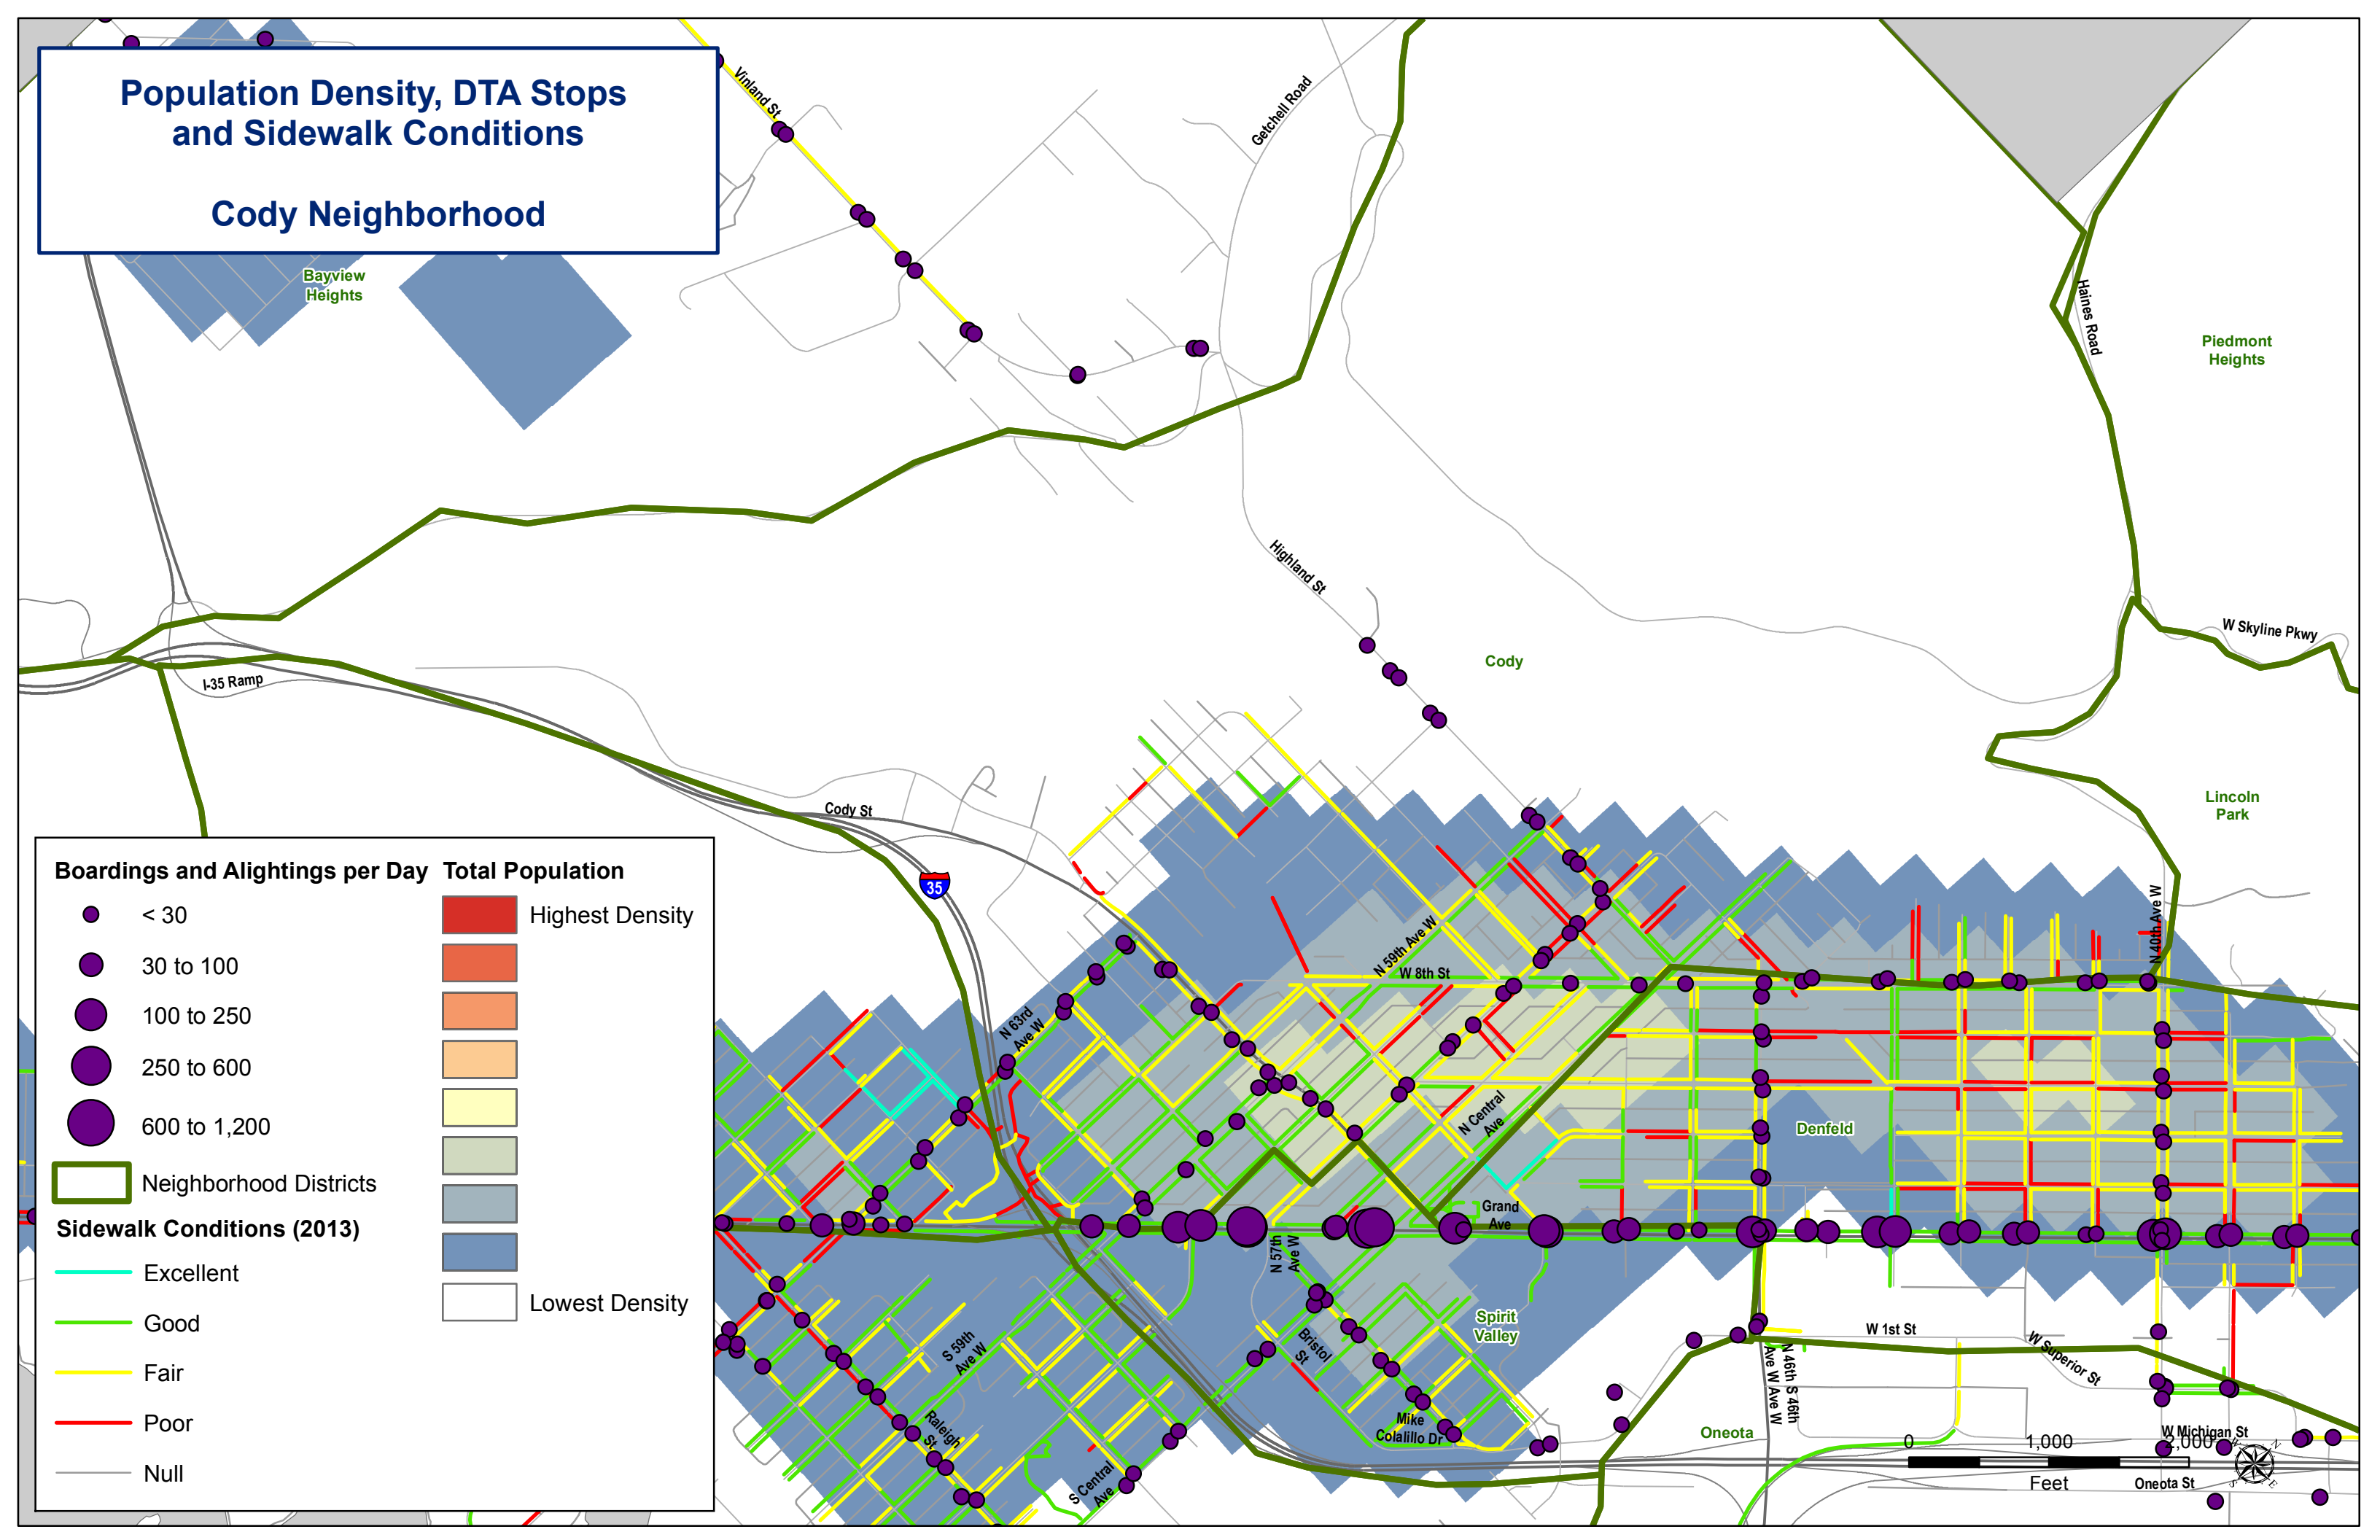 Population Density, DTA Stops
and Sidewalk Conditions
Cody Neighborhood
Vinland St
Getchell Road
Bayview
Heights
Haines Road
Piedmont
Heights
Highland St
W Skyline Pkwy
Cody
I-35 Ramp
Cody St
Lincoln
Park
35
N 40th Ave W
N 59th Ave W
W 8th St
N 63rd
Ave W
N Central
Ave
Denfeld
Grand
Ave
N 57th
Ave W
Spirit
Valley
W 1st St
W Superior St
Bristol
St
S 59th
Ave W
N 46th
Ave W
S 46th
Ave W
Mike
Colalillo Dr
Raleigh
St
Oneota
W Michigan St
S Central
Ave
Oneota St
0
1,000
2,000
Feet
N
E
S
W
Boardings and Alightings per Day
< 30
30 to 100
100 to 250
250 to 600
600 to 1,200
Neighborhood Districts
Sidewalk Conditions (2013)
Excellent
Good
Fair
Poor
Null
Total Population
Highest Density
Lowest Density